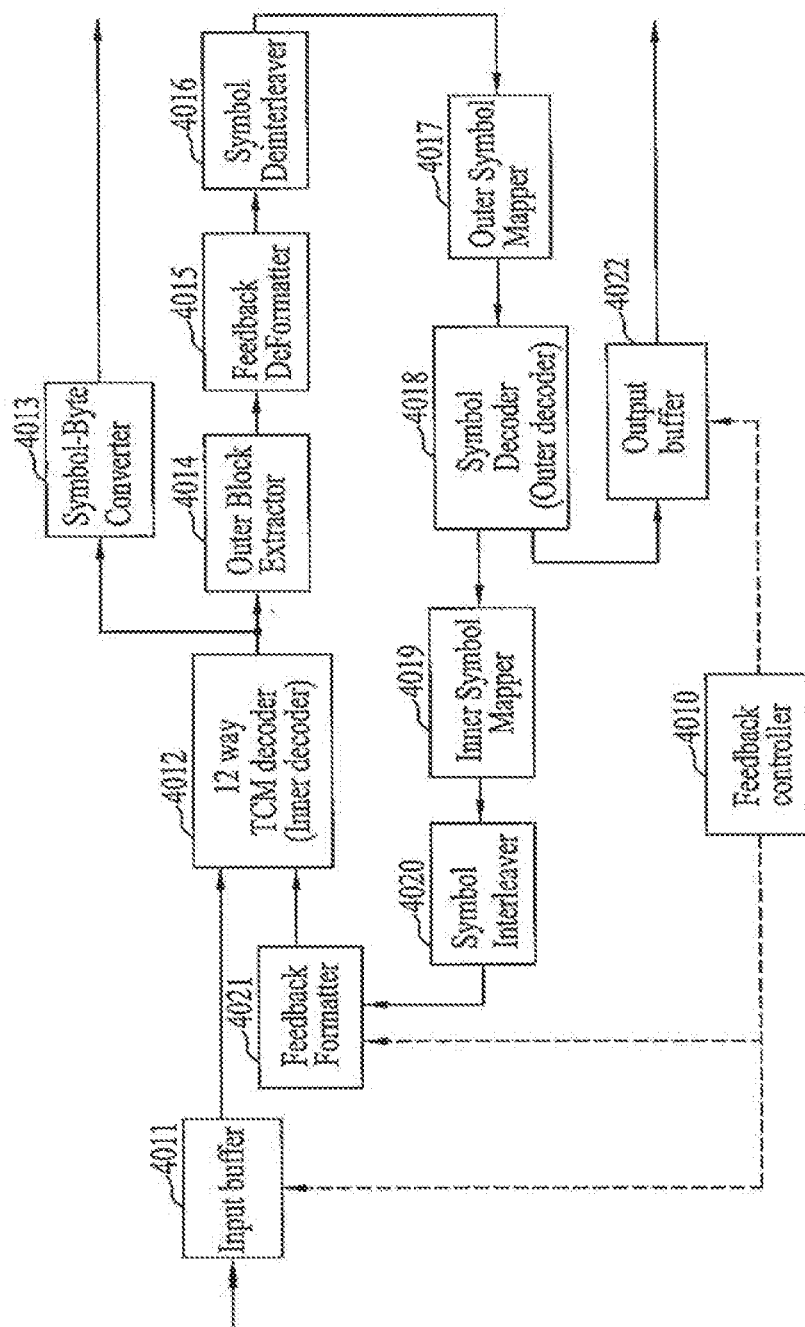 4011
Input buffer
4012
12 way
TCM decoder
(Inner decoder)
4013
Symbol-Byte
Converter
4014
Outer Block
Extractor
4015
Feedback
DeFormatter
4016
Symbol
Deinterleaver
4017
Outer Symbol
Mapper
4018
Symbol
Decoder
(Outer decoder)
4019
Inner Symbol
Mapper
4020
Symbol
Interleaver
4021
Feedback
Formatter
4022
Output
buffer
4010
Feedback
controller